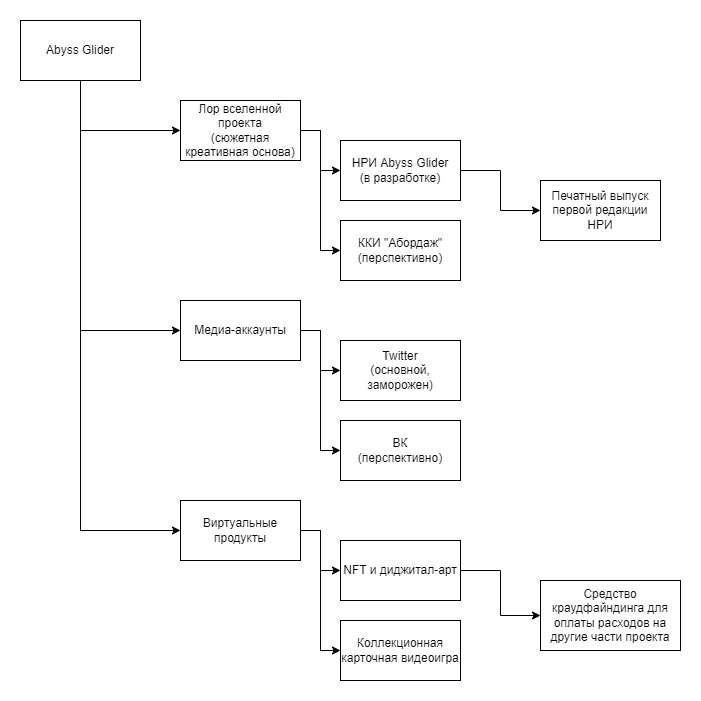 Abyss Glider
Лор вселенной
проекта
(сюжетная
креативная основа)
НРИ Abyss Glider
(в разработке)
Печатный выпуск
первой редакции
НРИ
ККИ "Абордаж"
(перспективно)
Медиа-аккаунты
Twitter
(основной,
заморожен)
ВК
(перспективно)
Виртуальные
продукты
NFT и диджитал-арт
Средство
краудфайндинга для
оплаты расходов на
другие части проекта
Коллекционная
карточная видеоигра